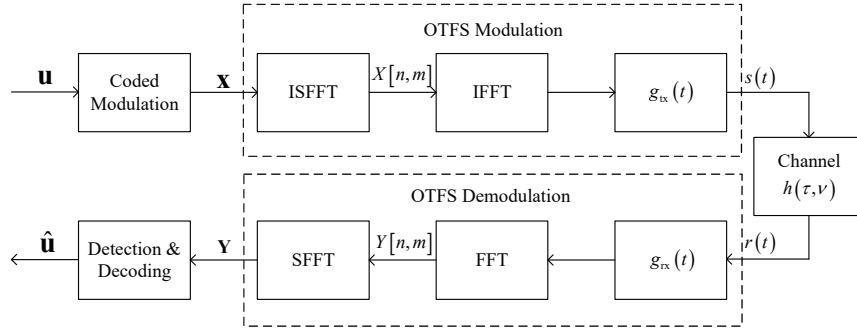 OTFS Modulation
u
Coded
Modulation
x
ISFFT
X[n,m]
IFFT
g_tx(t)
s(t)
Channel
h(τ,ν)
OTFS Demodulation
û
Detection &
Decoding
Y
SFFT
Y[n,m]
FFT
g_rx(t)
r(t)